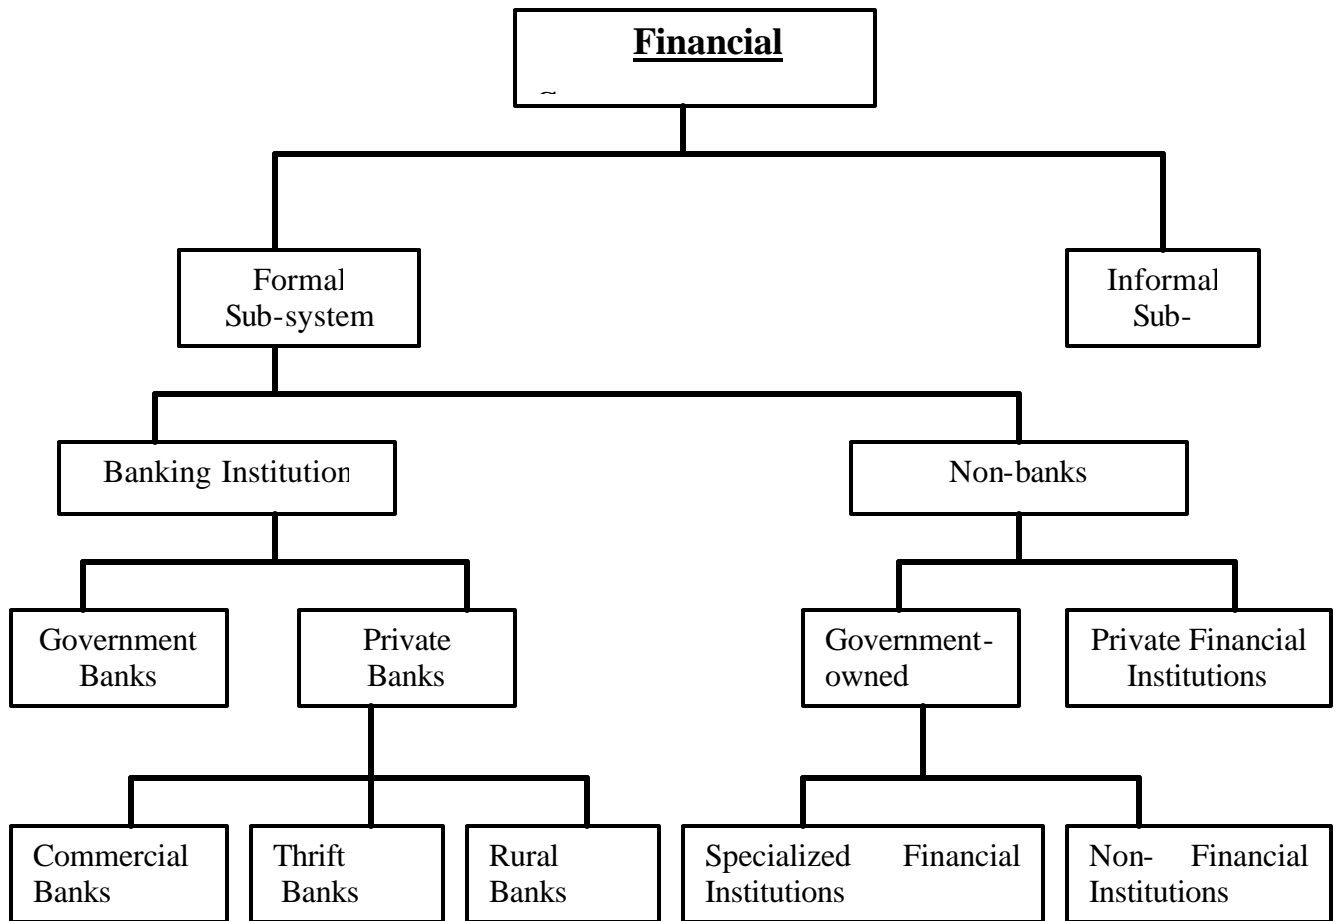 Financial
Formal
Sub-system
Informal
Sub-
Banking Institution
Non-banks
Government
Banks
Private
Banks
Government-
owned
Private Financial
Institutions
Commercial
Banks
Thrift
Banks
Rural
Banks
Specialized Financial
Institutions
Non- Financial
Institutions